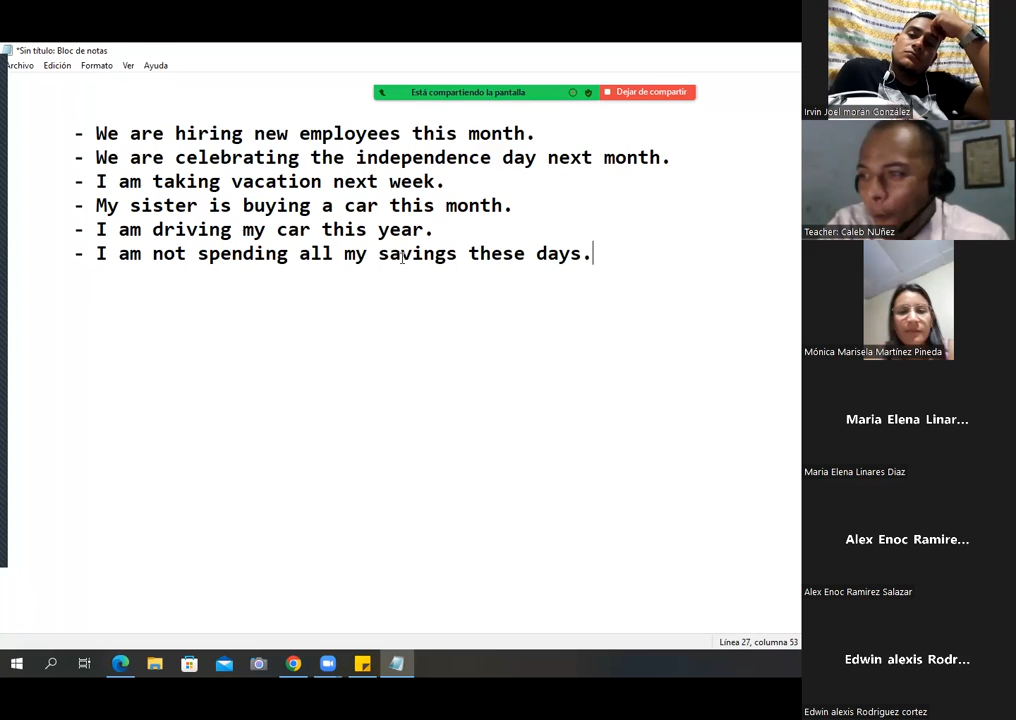 *Sin título: Bloc de notas
Archivo Edición Formato Ver Ayuda
Está compartiendo la pantalla
Dejar de compartir
- We are hiring new employees this month.
- We are celebrating the independence day next month.
- I am taking vacation next week.
- My sister is buying a car this month.
- I am driving my car this year.
- I am not spending all my savings these days.
Línea 27, columna 53
Irvin Joel moran González
Teacher: Caleb NUñez
Mónica Marisela Martínez Pineda
Maria Elena Linar...
Maria Elena Linares Diaz
Alex Enoc Ramire...
Alex Enoc Ramirez Salazar
Edwin alexis Rodr...
Edwin alexis Rodriguez cortez